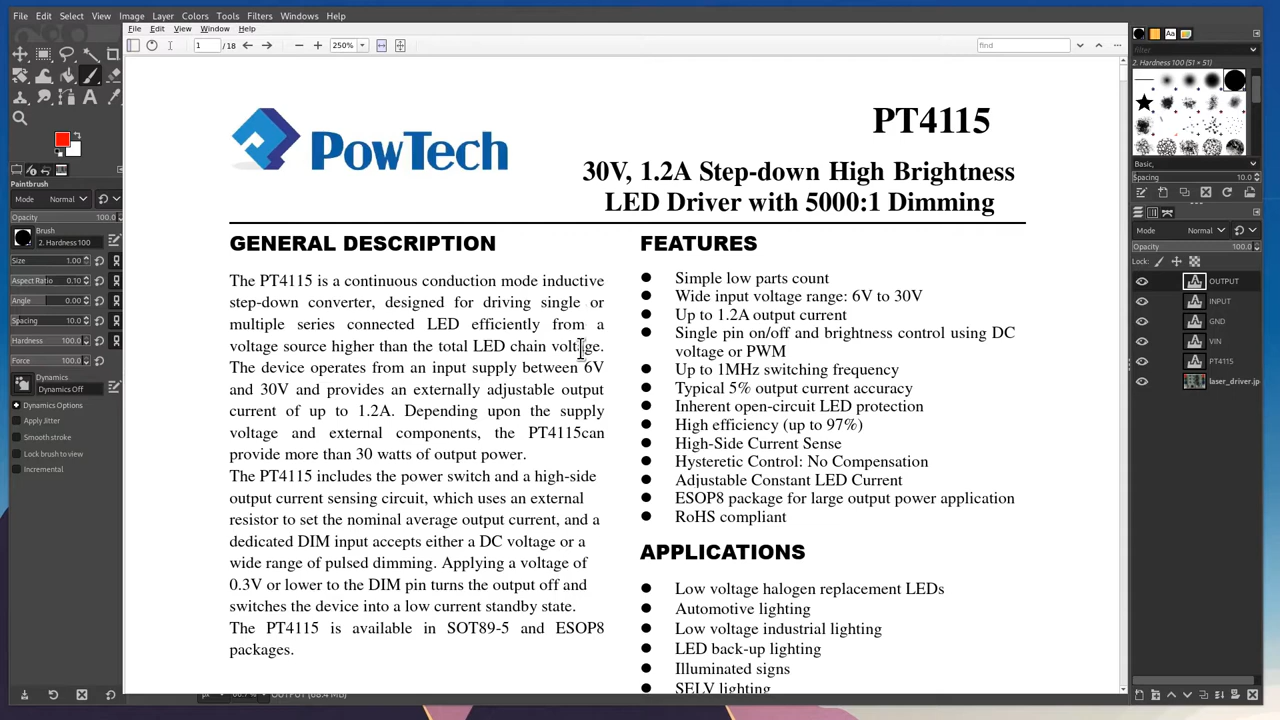 File Edit Select View Image Layer Colors Tools Filters Windows Help
File Edit View Window Help
1 / 18 250% find
PowTech
PT4115
30V, 1.2A Step-down High Brightness
LED Driver with 5000:1 Dimming
GENERAL DESCRIPTION
The PT4115 is a continuous conduction mode inductive
step-down converter, designed for driving single or
multiple series connected LED efficiently from a
voltage source higher than the total LED chain voltage.
The device operates from an input supply between 6V
and 30V and provides an externally adjustable output
current of up to 1.2A. Depending upon the supply
voltage and external components, the PT4115can
provide more than 30 watts of output power.
The PT4115 includes the power switch and a high-side
output current sensing circuit, which uses an external
resistor to set the nominal average output current, and a
dedicated DIM input accepts either a DC voltage or a
wide range of pulsed dimming. Applying a voltage of
0.3V or lower to the DIM pin turns the output off and
switches the device into a low current standby state.
The PT4115 is available in SOT89-5 and ESOP8
packages.
FEATURES
● Simple low parts count
● Wide input voltage range: 6V to 30V
● Up to 1.2A output current
● Single pin on/off and brightness control using DC
voltage or PWM
● Up to 1MHz switching frequency
● Typical 5% output current accuracy
● Inherent open-circuit LED protection
● High efficiency (up to 97%)
● High-Side Current Sense
● Hysteretic Control: No Compensation
● Adjustable Constant LED Current
● ESOP8 package for large output power application
● RoHS compliant
APPLICATIONS
● Low voltage halogen replacement LEDs
● Automotive lighting
● Low voltage industrial lighting
● LED back-up lighting
● Illuminated signs
● SELV lighting
Paintbrush
Mode Normal
Opacity 100.0
Brush
2. Hardness 100
Size 1.00
Aspect Ratio 0.10
Angle 0.00
Spacing 10.0
Hardness 100.0
Force 100.0
Dynamics
Dynamics Off
Dynamics Options
Apply Jitter
Smooth stroke
Lock brush to view
Incremental
Aa
filter
2. Hardness 100 (51 × 51)
Basic,
Spacing 10.0
Mode Normal
Opacity 100.0
Lock:
OUTPUT
INPUT
GND
VIN
PT4115
laser_driver.jp